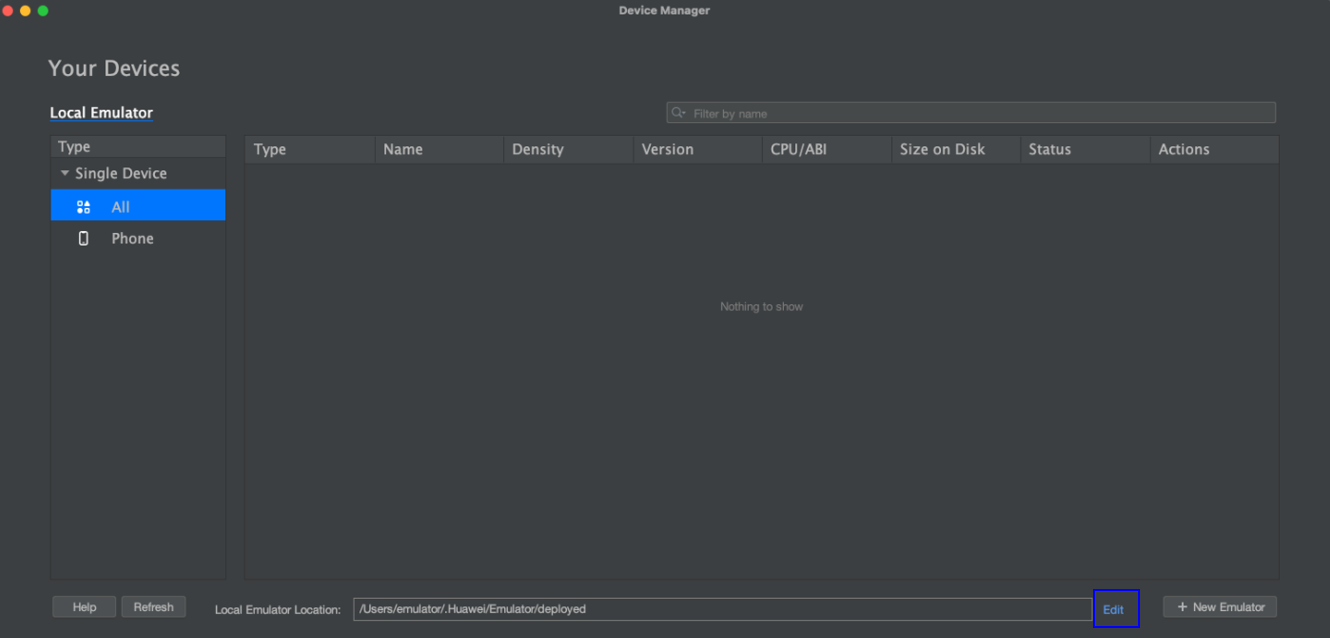 Device Manager
Your Devices
Local Emulator
Filter by name
Type
Single Device
All
Phone
Type Name Density Version CPU/ABI Size on Disk Status Actions
Nothing to show
Help Refresh Local Emulator Location: /Users/emulator/.Huawei/Emulator/deployed Edit + New Emulator